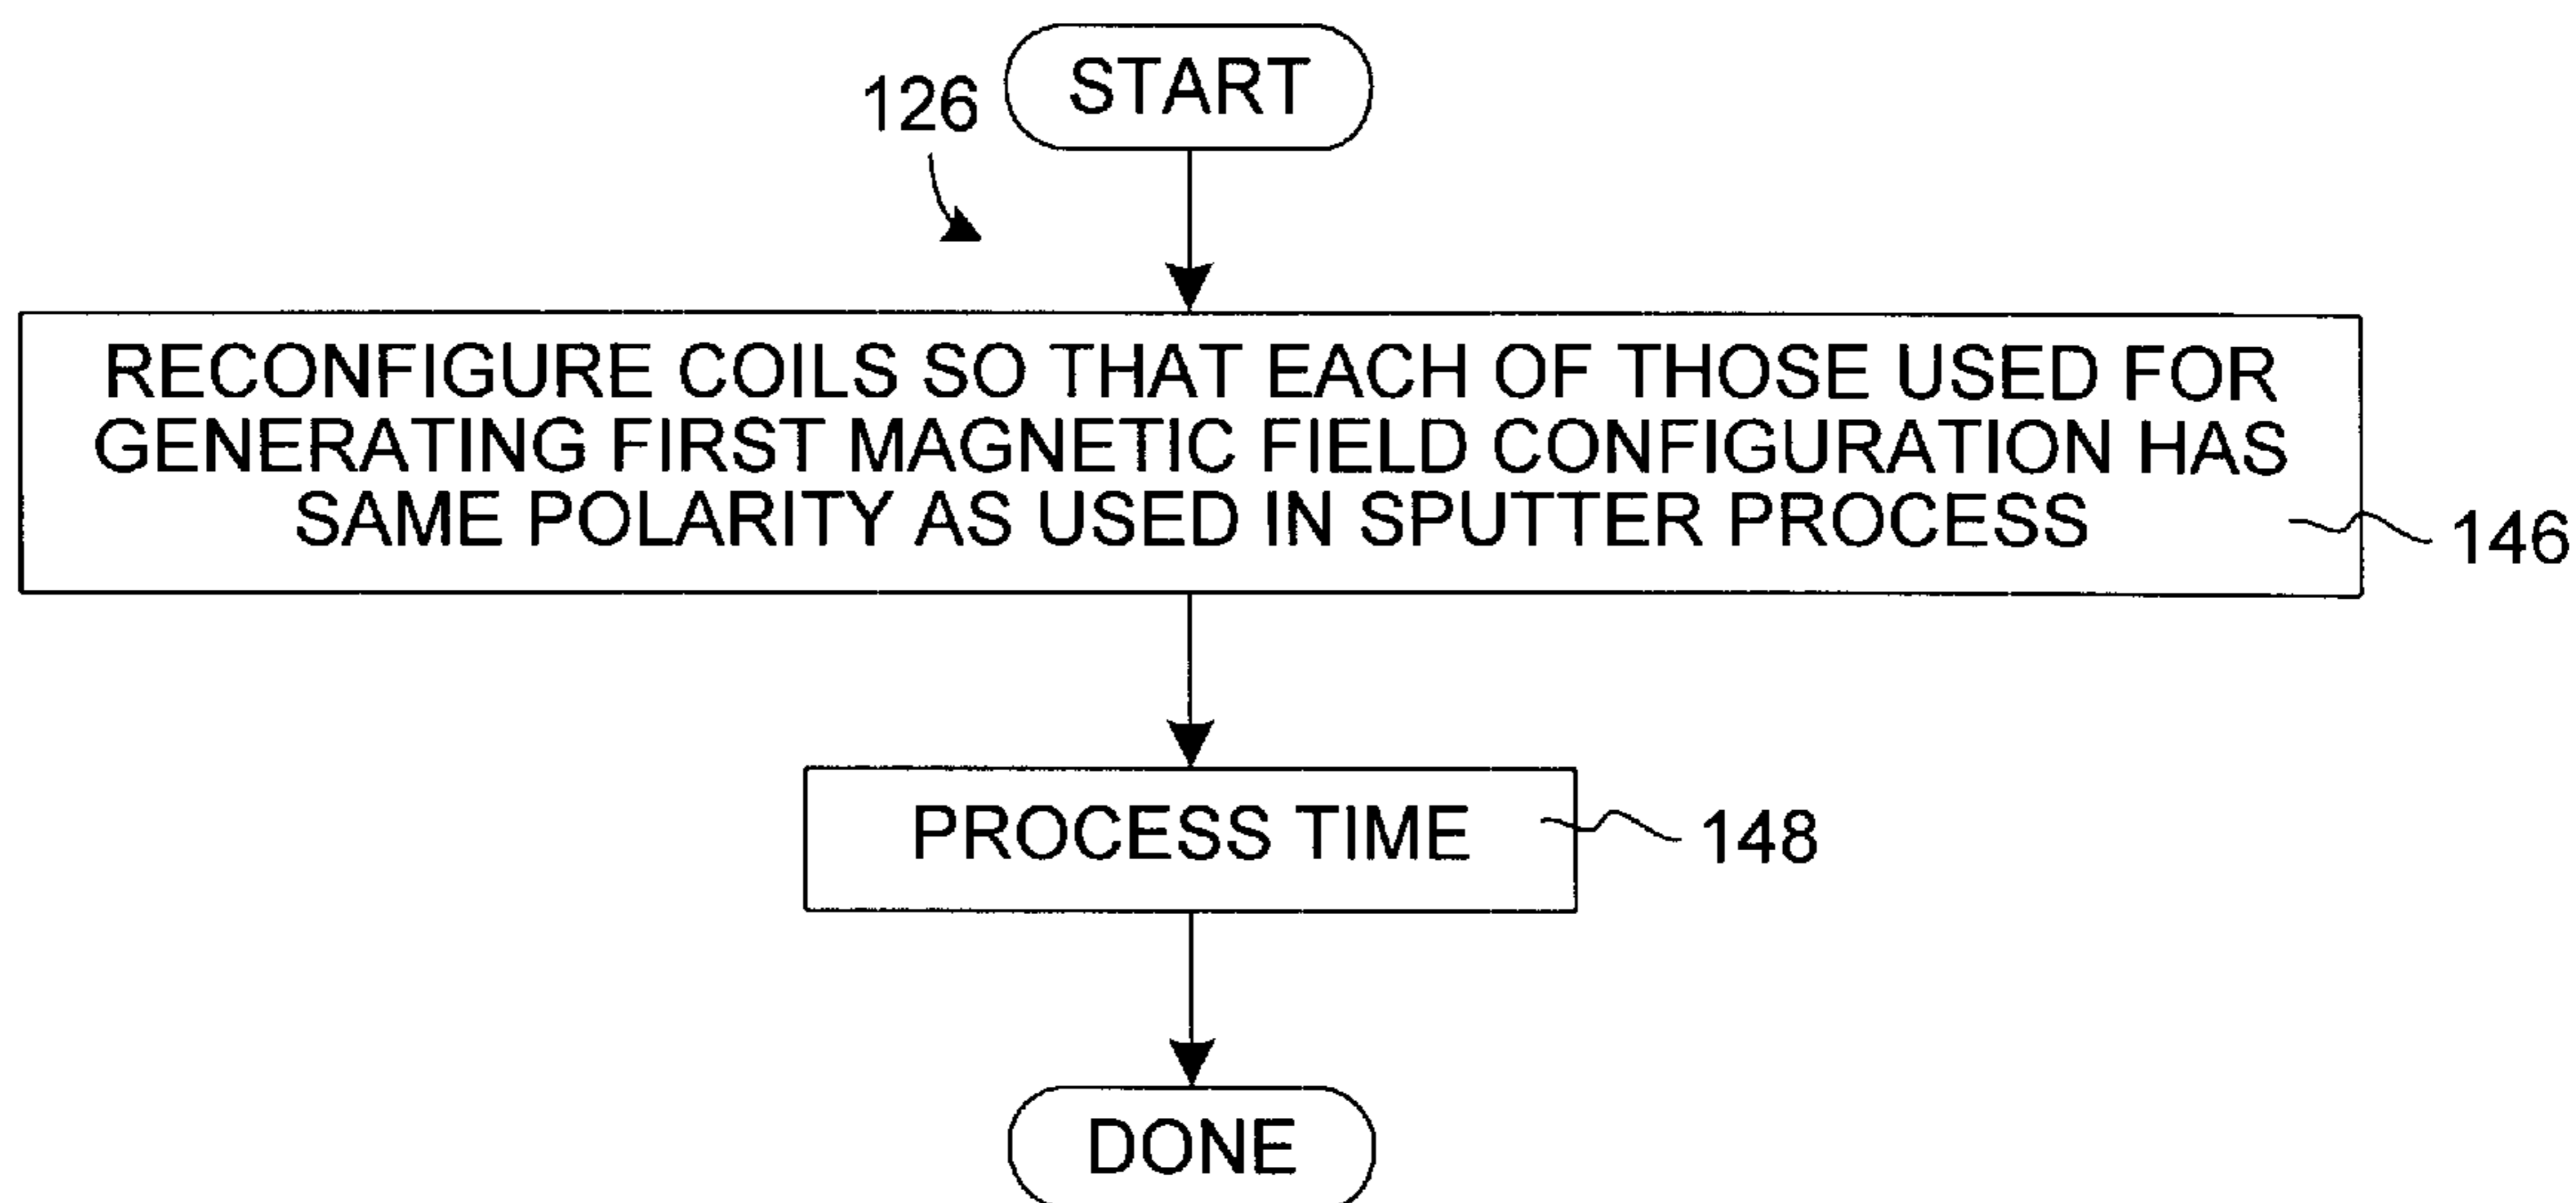 START
126
RECONFIGURE COILS SO THAT EACH OF THOSE USED FOR
GENERATING FIRST MAGNETIC FIELD CONFIGURATION HAS
SAME POLARITY AS USED IN SPUTTER PROCESS
146
PROCESS TIME
148
DONE